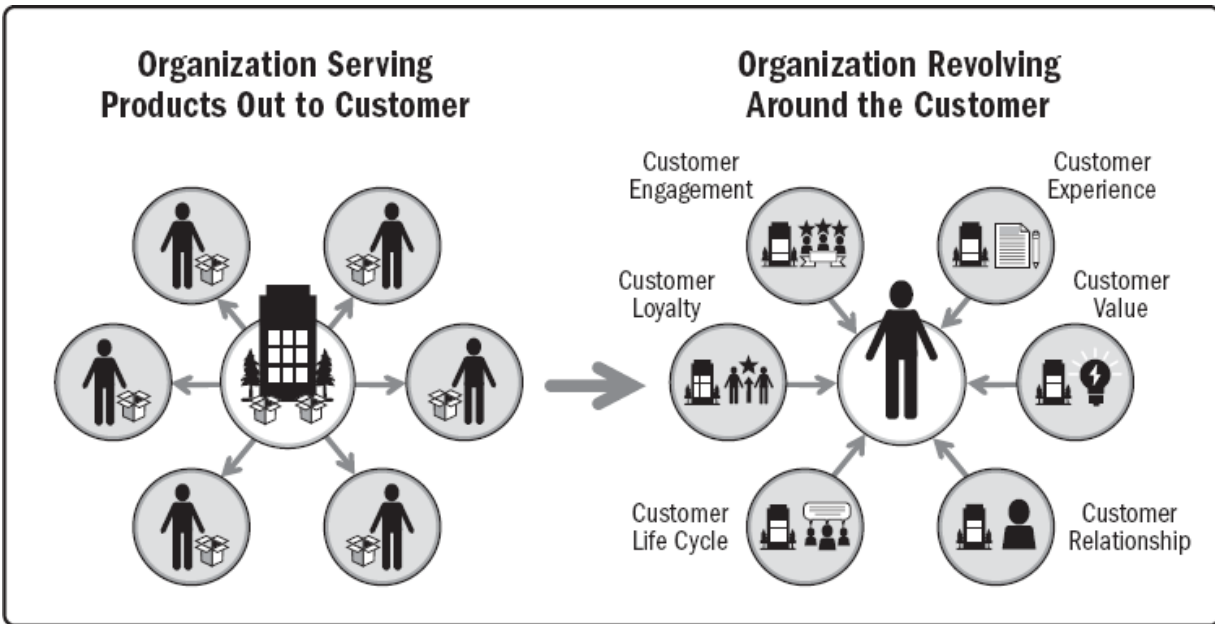 Organization Serving
Products Out to Customer
Organization Revolving
Around the Customer
Customer
Engagement
Customer
Experience
Customer
Loyalty
Customer
Value
Customer
Life Cycle
Customer
Relationship